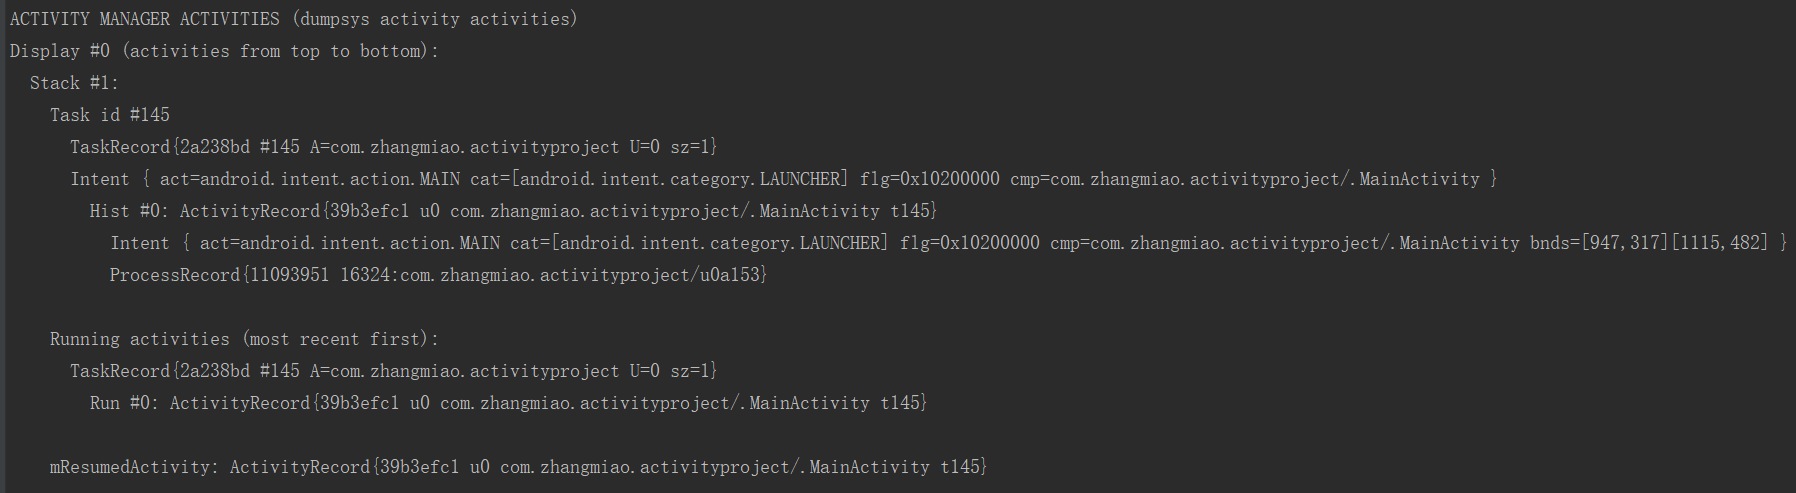 ACTIVITY MANAGER ACTIVITIES (dumpsys activity activities)
Display #0 (activities from top to bottom):
Stack #1:
Task id #145
TaskRecord{2a238bd #145 A=com.zhangmiao.activityproject U=0 sz=1}
Intent { act=android.intent.action.MAIN cat=[android.intent.category.LAUNCHER] flg=0x10200000 cmp=com.zhangmiao.activityproject/.MainActivity }
Hist #0: ActivityRecord{39b3efc1 u0 com.zhangmiao.activityproject/.MainActivity t145}
Intent { act=android.intent.action.MAIN cat=[android.intent.category.LAUNCHER] flg=0x10200000 cmp=com.zhangmiao.activityproject/.MainActivity bnds=[947,317][1115,482] }
ProcessRecord{11093951 16324:com.zhangmiao.activityproject/u0a153}
Running activities (most recent first):
TaskRecord{2a238bd #145 A=com.zhangmiao.activityproject U=0 sz=1}
Run #0: ActivityRecord{39b3efc1 u0 com.zhangmiao.activityproject/.MainActivity t145}
mResumedActivity: ActivityRecord{39b3efc1 u0 com.zhangmiao.activityproject/.MainActivity t145}